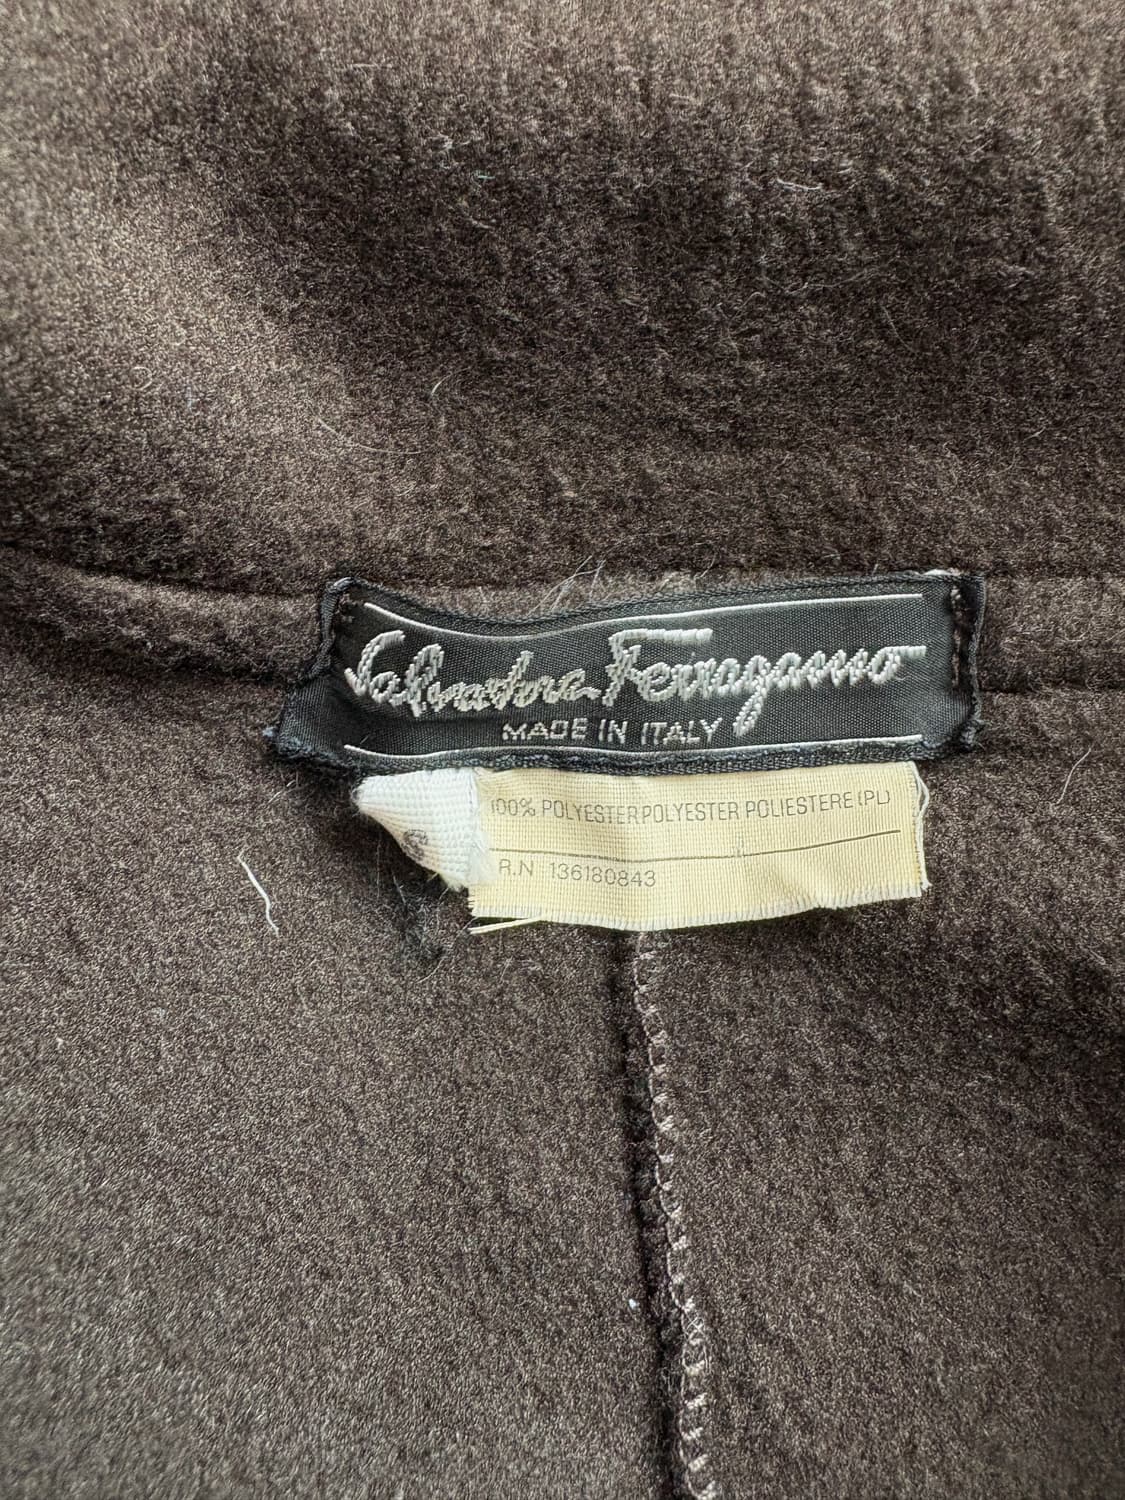 Salvatore Ferragamo
MADE IN ITALY
100% POLYESTER POLYESTER POLIESTERE (PL)
R.N 136180843